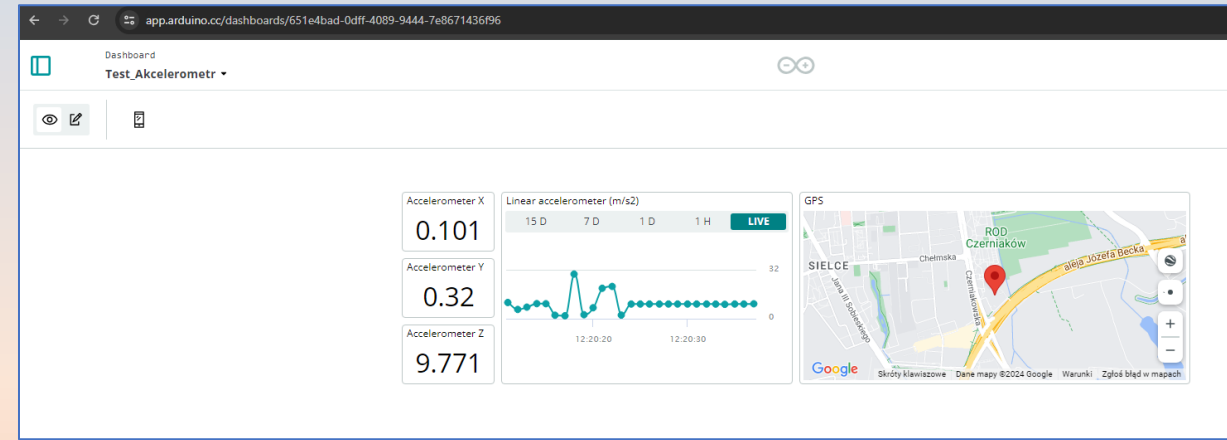 app.arduino.cc/dashboards/651e4bad-0dff-4089-9444-7e8671436f96
Dashboard
Test_Akcelerometr
Accelerometer X
0.101
Accelerometer Y
0.32
Accelerometer Z
9.771
Linear accelerometer (m/s2)
15 D 7 D 1 D 1 H LIVE
32
0
12:20:20 12:20:30
GPS
ROD
Czerniaków
SIELCE
Chełmska
aleja Józefa Becka
Jana III Sobieskiego
Czerniakowska
Google
Skróty klawiszowe Dane mapy ©2024 Google Warunki Zgłoś błąd w mapach